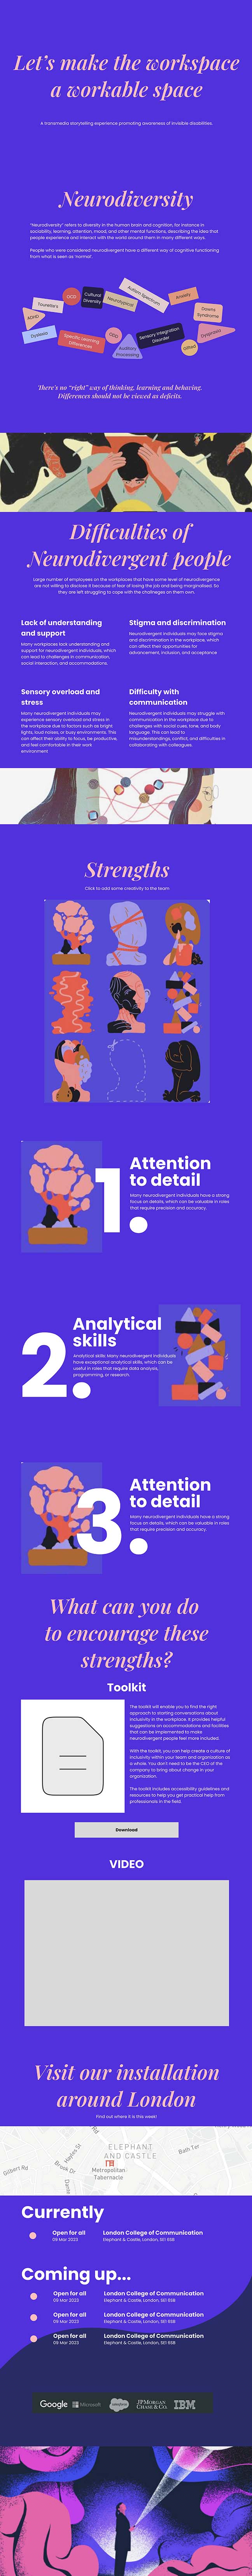 Let's make the workspace
a workable space
A transmedia storytelling experience promoting awareness of invisible disabilities.
Neurodiversity
"Neurodiversity" refers to diversity in the human brain and cognition, for instance in
sociability, learning, attention, mood, and other mental functions, describing the idea that
people experience and interact with the world around them in many different ways.
People who were considered neurodivergent have a different way of cognitive functioning
from what is seen as 'normal'.
Tourette's
OCD
Cultural
Diversity
Neurotypical
Autism Spectrum
Anxiety
Downs
Syndrome
ADHD
Dyslexia
Specific Learning
Differences
Auditory
Processing
Sensory Integration
Disorder
Gifted
Dyspraxia
There's no "right" way of thinking, learning and behaving.
Differences should not be viewed as deficits.
Difficulties of
Neurodivergent people
Large number of employees on the workplaces that have some level of neurodivergence
are not willing to disclose it because of fear of losing the job and being marginalised. So
they are left struggling to cope with the challenges on them own.
Lack of understanding
and support
Many workplaces lack understanding and
support for neurodivergent individuals, which
can lead to challenges in communication,
social interaction, and accommodations.
Stigma and discrimination
Neurodivergent individuals may face stigma
and discrimination in the workplace, which
can affect their opportunities for
advancement, inclusion, and acceptance
Sensory overload and
stress
Many neurodivergent individuals may
experience sensory overload and stress in
the workplace due to factors such as bright
lights, loud noises, or busy environments. This
can affect their ability to focus, be productive,
and feel comfortable in their work
environment
Difficulty with
communication
Neurodivergent individuals may struggle with
communication in the workplace due to
challenges with social cues, tone, and body
language. This can lead to
misunderstandings, conflict, and difficulties in
collaborating with colleagues.
Strengths
Click to add some creativity to the team
1
Attention
to detail
Many neurodivergent individuals have a strong
focus on details, which can be valuable in roles
that require precision and accuracy.
2
Analytical
skills
Analytical skills: Many neurodivergent individuals
have exceptional analytical skills, which can be
useful in roles that require data analysis,
programming, or research.
3
Attention
to detail
Many neurodivergent individuals have a strong
focus on details, which can be valuable in roles
that require precision and accuracy.
What can you do
to encourage these
strengths?
Toolkit
The toolkit will enable you to find the right
approach to starting conversations about
inclusivity in the workplace. It provides helpful
suggestions on accommodations and facilities
that can be implemented to make
neurodivergent people feel more included.
With the toolkit, you can help create a culture of
inclusivity within your team and organization as
a whole. You don't need to be the CEO of the
company to bring about change in your
organization.
The toolkit includes accessibility guidelines and
resources to help you get practical help from
professionals in the field.
Download
VIDEO
Visit our installation
around London
Find out where it is this week!
Rd
Gilbert Rd
Brook Dr
Hayles St
Dante
ELEPHANT
AND CASTLE
Metropolitan
Tabernacle
Bath Ter
Currently
Open for all
09 Mar 2023
London College of Communication
Elephant & Castle, London, SE1 6SB
Coming up...
Open for all
09 Mar 2022
London College of Communication
Elephant & Castle, London, SE1 6SB
Open for all
09 Mar 2023
London College of Communication
Elephant & Castle, London, SE1 6SB
Open for all
09 Mar 2023
London College of Communication
Elephant & Castle, London, SE1 6SB
Google
Microsoft
salesforce
J.P.MORGAN
CHASE & CO.
IBM